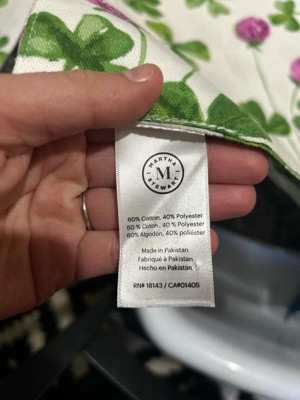 MARTHA
M
STEWART
60% Cotton, 40% Polyester
60 % Coton , 40 % Polyester
60% Algodón, 40% poliéster
Made in Pakistan
Fabriqué à Pakistan
Hecho en Pakistán
RN# 18143 / CA#01405